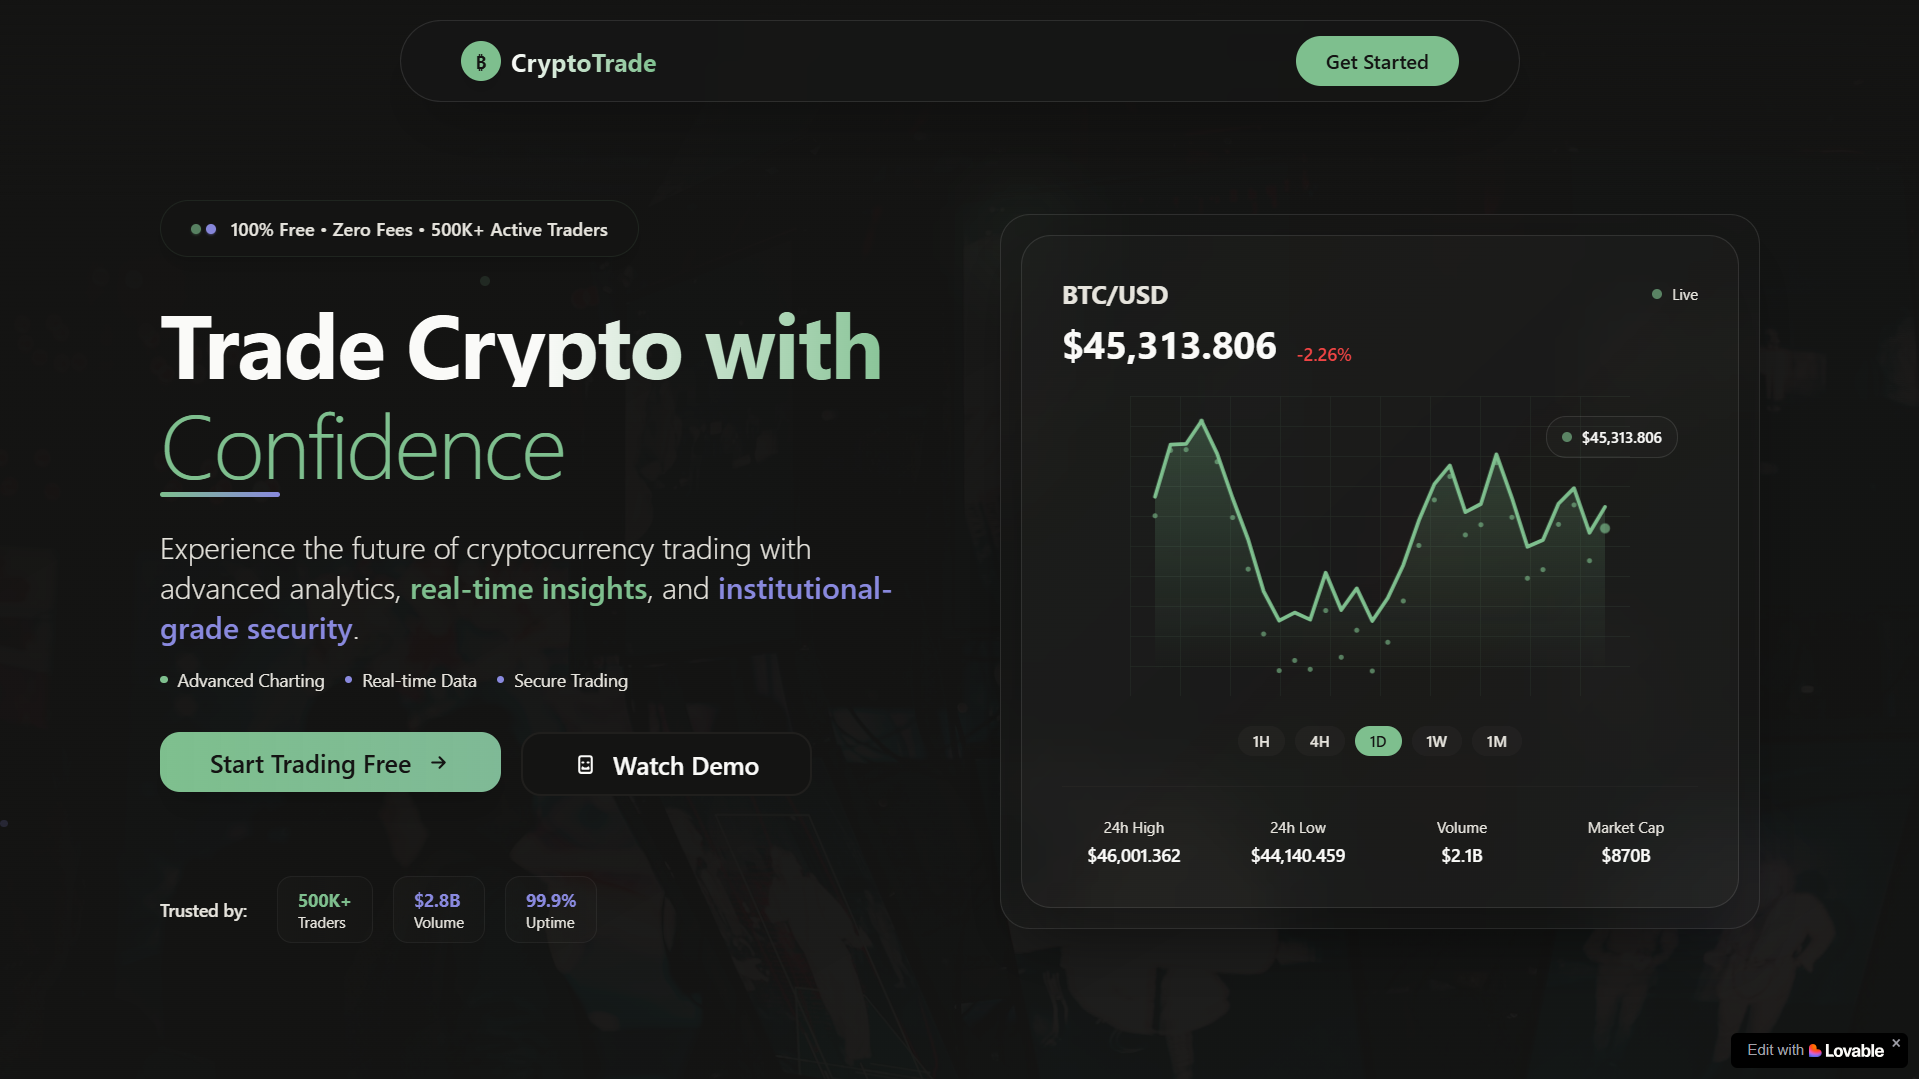 CryptoTrade
Get Started
100% Free • Zero Fees • 500K+ Active Traders
Trade Crypto with
Confidence
Experience the future of cryptocurrency trading with
advanced analytics, real-time insights, and institutional-
grade security.
Advanced Charting
Real-time Data
Secure Trading
Start Trading Free →
Watch Demo
Trusted by:
500K+
Traders
$2.8B
Volume
99.9%
Uptime
BTC/USD
Live
$45,313.806 -2.26%
$45,313.806
1H 4H 1D 1W 1M
24h High
$46,001.362
24h Low
$44,140.459
Volume
$2.1B
Market Cap
$870B
Edit with Lovable ×